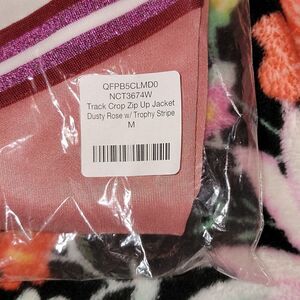 QFPB5CLMD0
NCT3674W
Track Crop Zip Up Jacket
Dusty Rose w/ Trophy Stripe
M